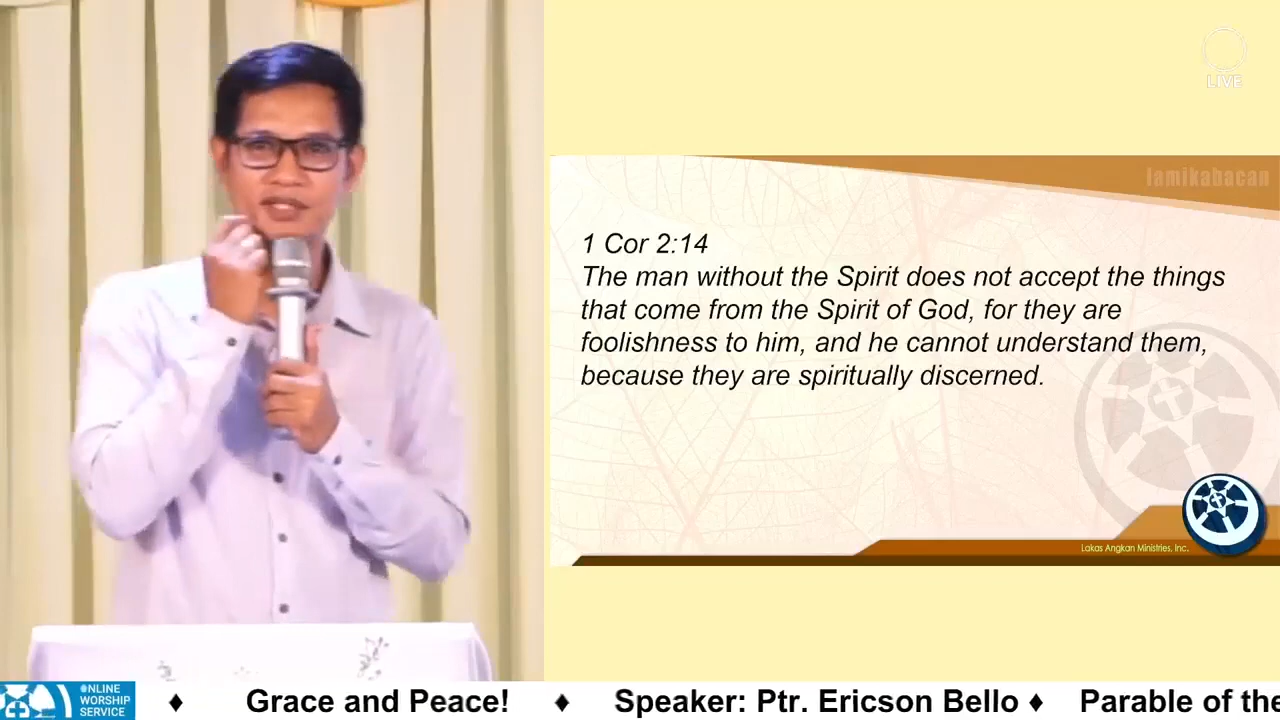 LIVE
lamikabacan
1 Cor 2:14
The man without the Spirit does not accept the things
that come from the Spirit of God, for they are
foolishness to him, and he cannot understand them,
because they are spiritually discerned.
Lakas Angkan Ministries, Inc.
ONLINE
WORSHIP
SERVICE
♦ Grace and Peace! ♦ Speaker: Ptr. Ericson Bello ♦ Parable of the